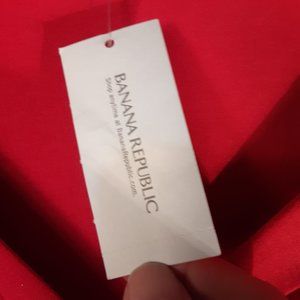 BANANA REPUBLIC
Shop anytime at BananaRepublic.com.